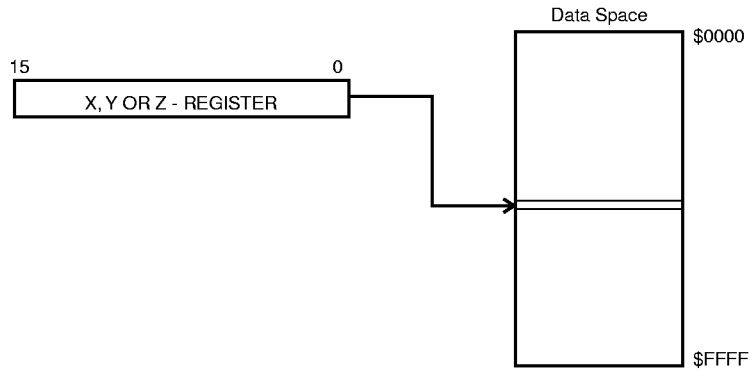 Data Space
$0000
15 0
X, Y OR Z - REGISTER
$FFFF